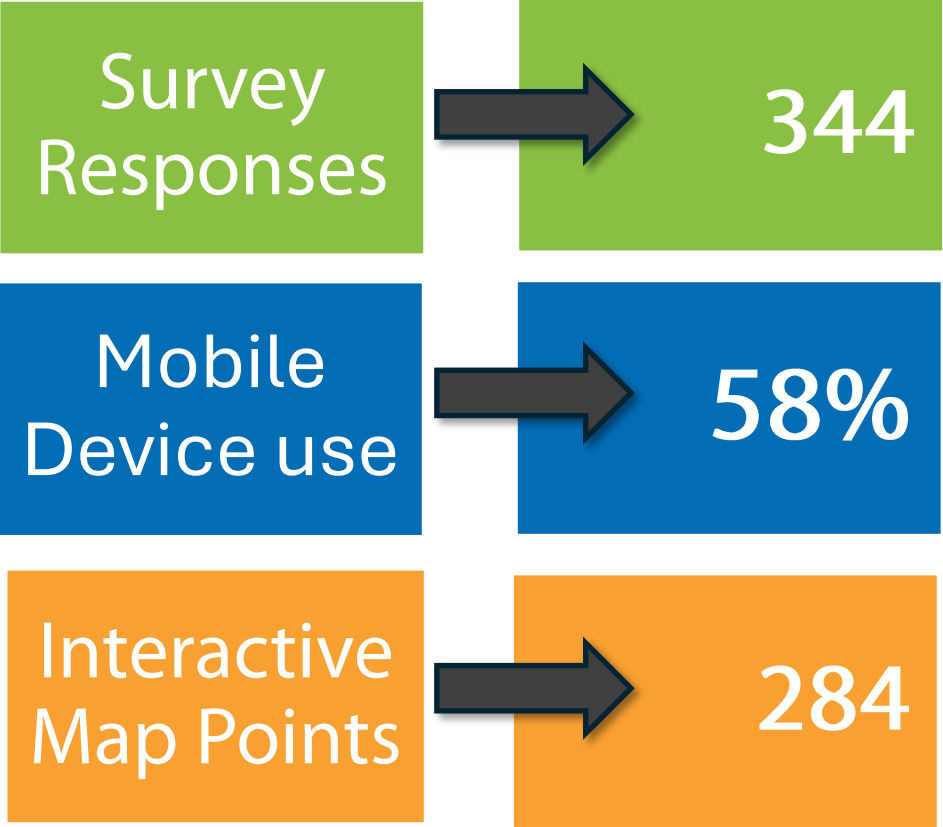 Survey
Responses
344
Mobile
Device use
58%
Interactive
Map Points
284